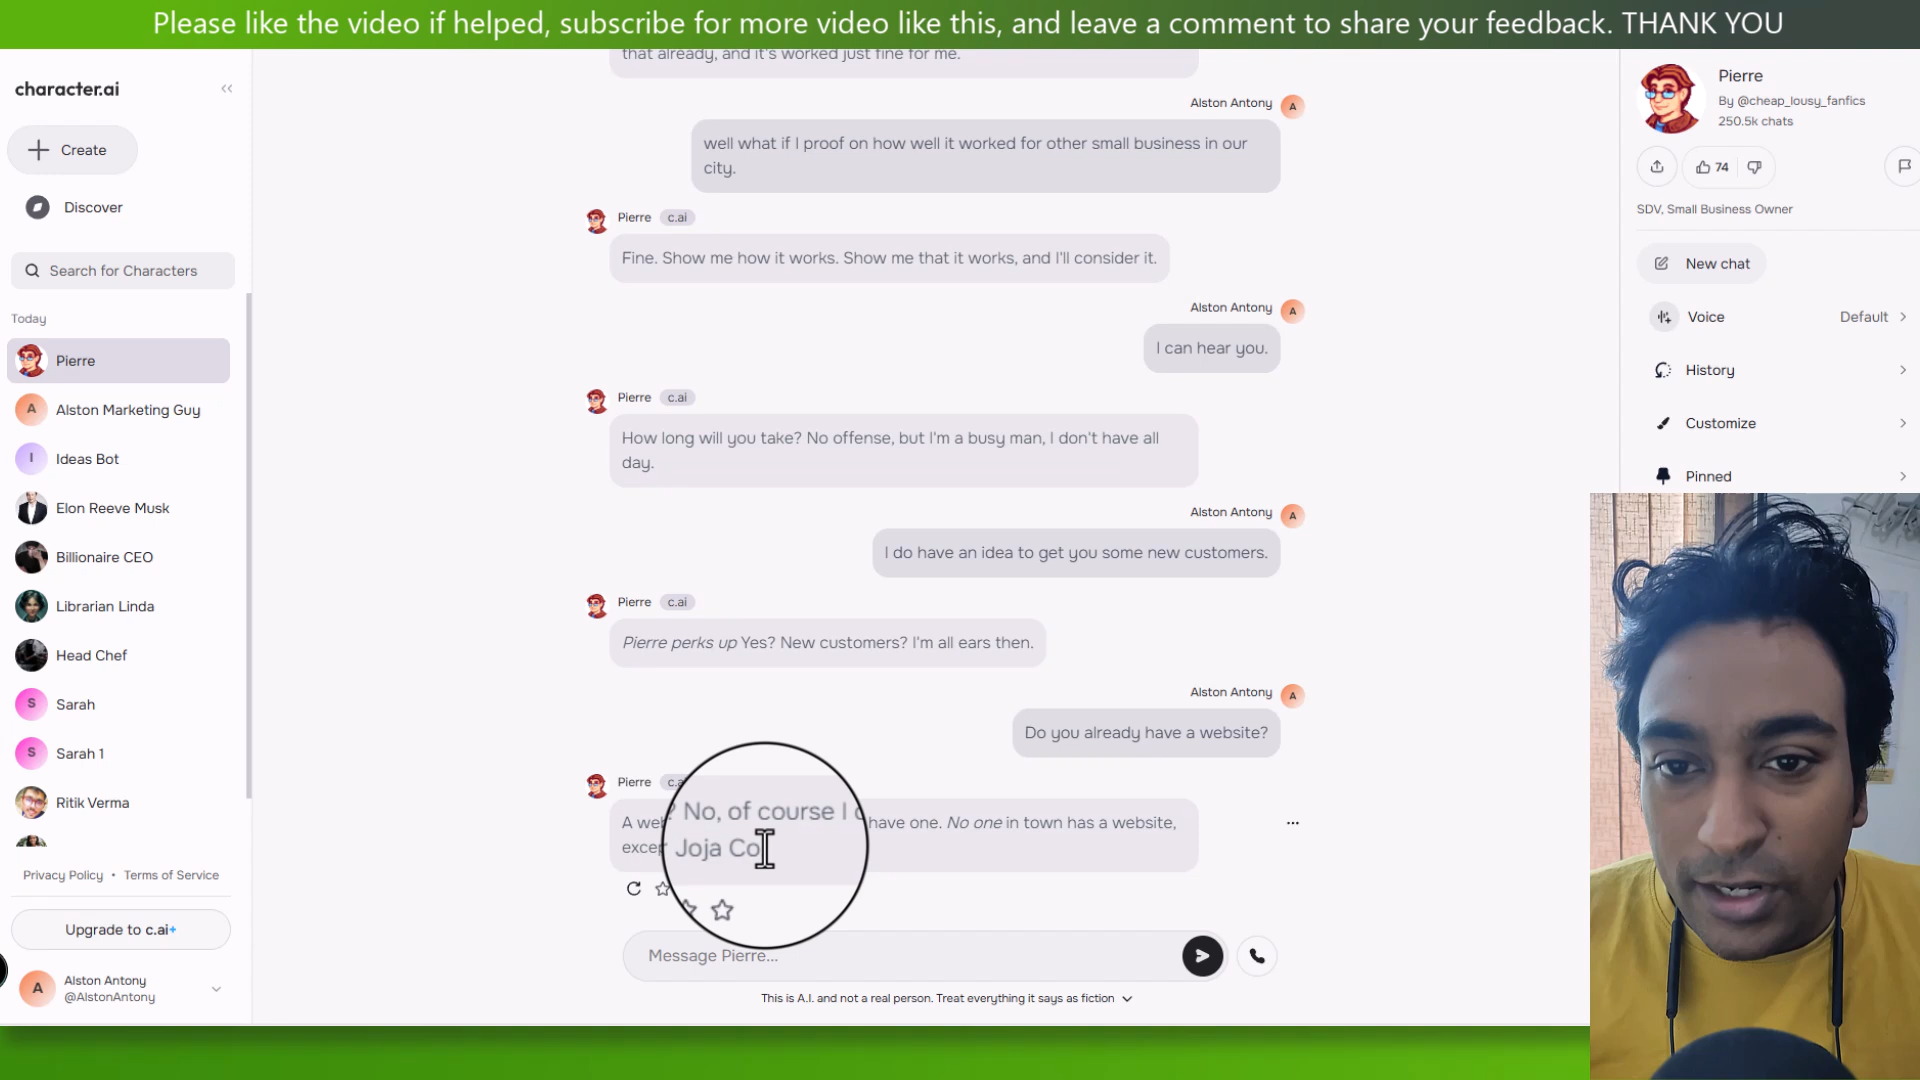 Please like the video if helped, subscribe for more video like this, and leave a comment to share your feedback. THANK YOU
character.ai
Create
Discover
Search for Characters
Today
Pierre
Alston Marketing Guy
Ideas Bot
Elon Reeve Musk
Billionaire CEO
Librarian Linda
Head Chef
Sarah
Sarah 1
Ritik Verma
Privacy Policy • Terms of Service
Upgrade to c.ai+
Alston Antony
@AlstonAntony
that already, and it's worked just fine for me.
Alston Antony A
well what if I proof on how well it worked for other small business in our
city.
Pierre c.ai
Fine. Show me how it works. Show me that it works, and I'll consider it.
Alston Antony A
I can hear you.
Pierre c.ai
How long will you take? No offense, but I'm a busy man, I don't have all
day.
Alston Antony A
I do have an idea to get you some new customers.
Pierre c.ai
Pierre perks up Yes? New customers? I'm all ears then.
Alston Antony A
Do you already have a website?
Pierre
A web ? No, of course I have one. No one in town has a website,
excep Joja Co
Message Pierre...
This is A.I. and not a real person. Treat everything it says as fiction
Pierre
By @cheap_lousy_fanfics
250.5k chats
74
SDV, Small Business Owner
New chat
Voice Default
History
Customize
Pinned